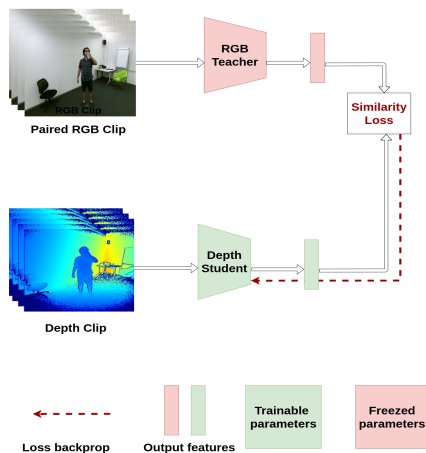 RGB
Teacher
RGB Clip
Similarity
Loss
Paired RGB Clip
Depth
Student
Depth Clip
Trainable
parameters
Freezed
parameters
Loss backprop
Output features